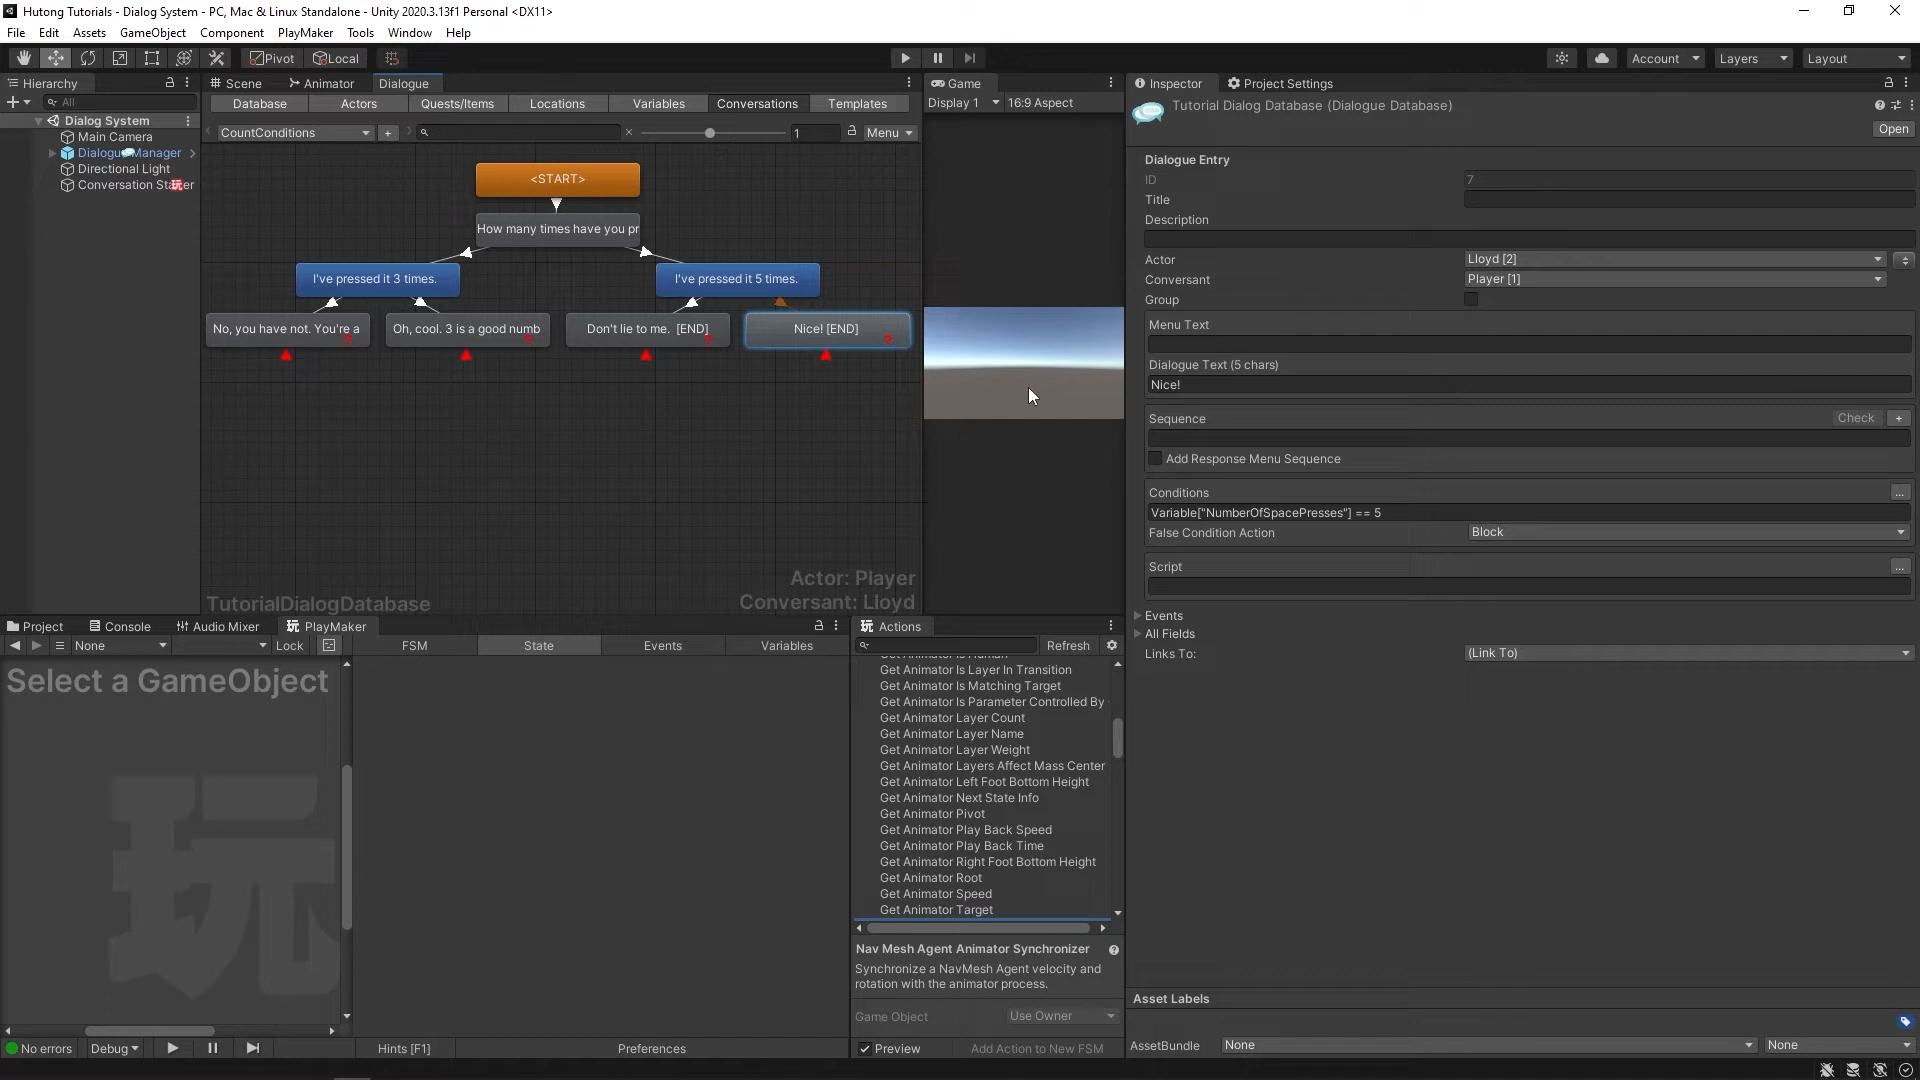 Hutong Tutorials - Dialog System - PC, Mac & Linux Standalone - Unity 2020.3.13f1 Personal <DX11>
File Edit Assets GameObject Component PlayMaker Tools Window Help
Pivot Local Account Layers Layout
Hierarchy
All
Dialog System
Main Camera
Dialogue Manager
Directional Light
Conversation
Scene Animator Dialogue
Database Actors Quests/Items Locations Variables Conversations Templates
CountConditions + 1 Menu
<START>
How many times have you pr
I've pressed it 3 times.
I've pressed it 5 times.
No, you have not. You're a
Oh, cool. 3 is a good numb
Don't lie to me. [END]
Nice! [END]
Actor: Player
Conversant: Lloyd
TutorialDialogDatabase
Game
Display 1 16:9 Aspect
Inspector Project Settings
Tutorial Dialog Database (Dialogue Database)
Open
Dialogue Entry
ID 7
Title
Description
Actor Lloyd [2]
Conversant Player [1]
Group
Menu Text
Dialogue Text (5 chars)
Nice!
Sequence Check +
Add Response Menu Sequence
Conditions ...
Variable["NumberOfSpacePresses"] == 5
False Condition Action Block
Script ...
Events
All Fields
Links To: (Link To)
Asset Labels
AssetBundle None None
Project Console Audio Mixer 玩 PlayMaker
None Lock FSM State Events Variables
Select a GameObject
玩
No errors Debug Hints [F1] Preferences
玩 Actions
Refresh
Get Animator Is Human
Get Animator Is Layer In Transition
Get Animator Is Matching Target
Get Animator Is Parameter Controlled By
Get Animator Layer Count
Get Animator Layer Name
Get Animator Layer Weight
Get Animator Layers Affect Mass Center
Get Animator Left Foot Bottom Height
Get Animator Next State Info
Get Animator Pivot
Get Animator Play Back Speed
Get Animator Play Back Time
Get Animator Right Foot Bottom Height
Get Animator Root
Get Animator Speed
Get Animator Target
Nav Mesh Agent Animator Synchronizer
Synchronize a NavMesh Agent velocity and
rotation with the animator process.
Game Object Use Owner
Preview Add Action to New FSM